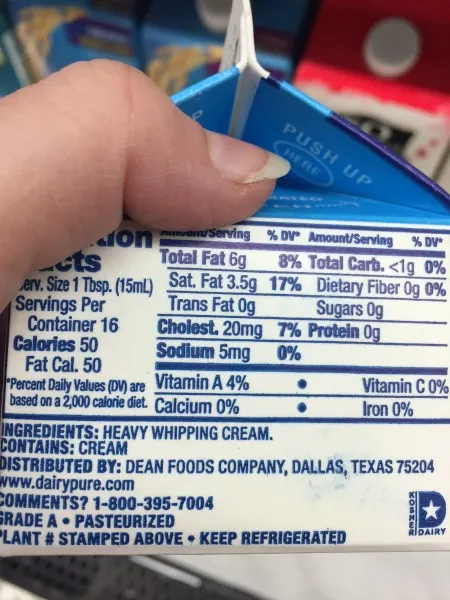 PUSH UP
HERE
Amount/Serving % DV* Amount/Serving % DV*
Total Fat 6g 8% Total Carb. <1g 0%
Serv. Size 1 Tbsp. (15mL) Sat. Fat 3.5g 17% Dietary Fiber 0g 0%
Servings Per Trans Fat 0g Sugars 0g
Container 16 Cholest. 20mg 7% Protein 0g
Calories 50 Sodium 5mg 0%
Fat Cal. 50
*Percent Daily Values (DV) are Vitamin A 4% • Vitamin C 0%
based on a 2,000 calorie diet. Calcium 0% • Iron 0%
INGREDIENTS: HEAVY WHIPPING CREAM.
CONTAINS: CREAM
DISTRIBUTED BY: DEAN FOODS COMPANY, DALLAS, TEXAS 75204
www.dairypure.com
COMMENTS? 1-800-395-7004
GRADE A • PASTEURIZED
PLANT # STAMPED ABOVE • KEEP REFRIGERATED
KOSHER D DAIRY